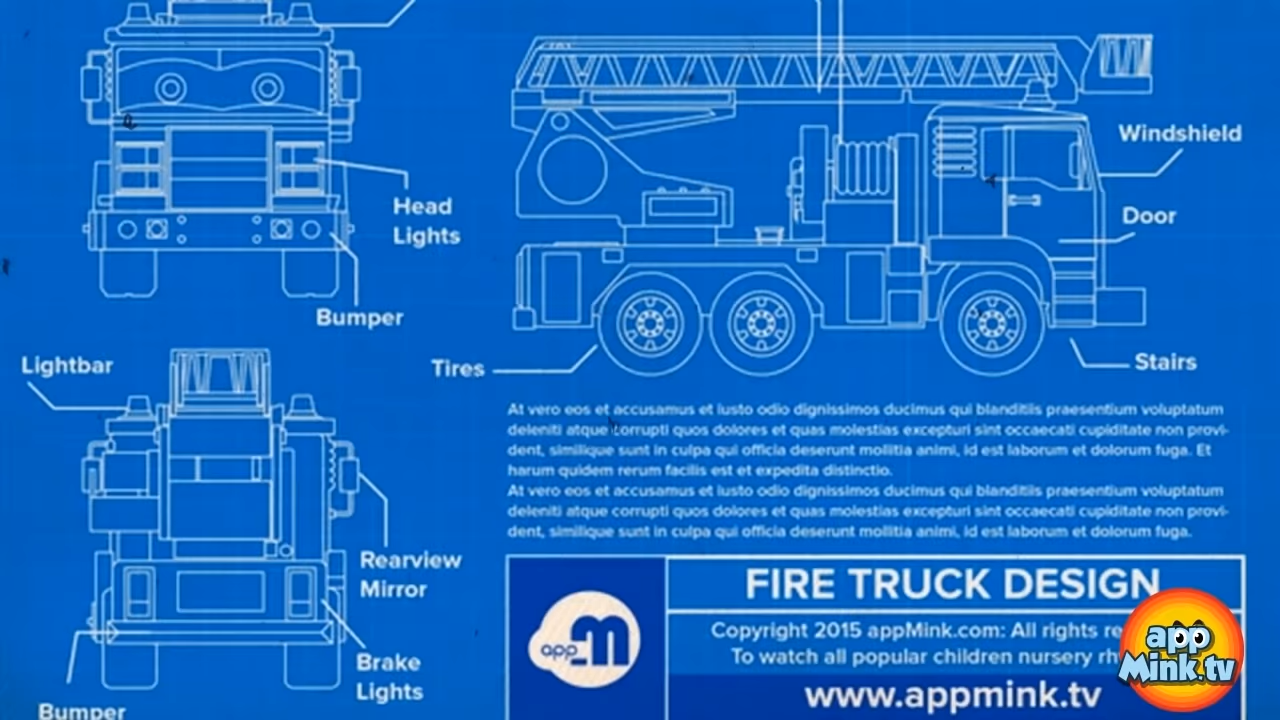 Windshield
Door
Head
Lights
Bumper
Lightbar
Tires
Stairs
At vero eos et accusamus et iusto odio dignissimos ducimus qui blanditiis praesentium voluptatum
deleniti atque corrupti quos dolores et quas molestias excepturi sint occaecati cupiditate non provi-
dent, similique sunt in culpa qui officia deserunt mollitia animi, id est laborum et dolorum fuga. Et
harum quidem rerum facilis est et expedita distinctio.
At vero eos et accusamus et iusto odio dignissimos ducimus qui blanditiis praesentium voluptatum
deleniti atque corrupti quos dolores et quas molestias excepturi sint occaecati cupiditate non provi-
dent, similique sunt in culpa qui officia deserunt mollitia animi, id est laborum et dolorum fuga.
Rearview
Mirror
Brake
Lights
Bumper
app m
FIRE TRUCK DESIGN
Copyright 2015 appMink.com: All rights re
To watch all popular children nursery rh
www.appmink.tv
app
Mink.tv